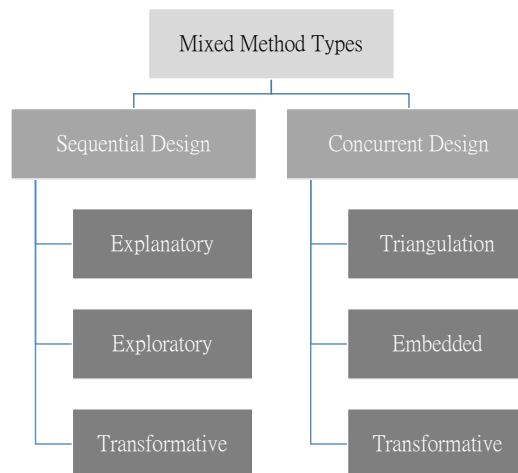 Mixed Method Types
Sequential Design
Concurrent Design
Explanatory
Triangulation
Exploratory
Embedded
Transformative
Transformative